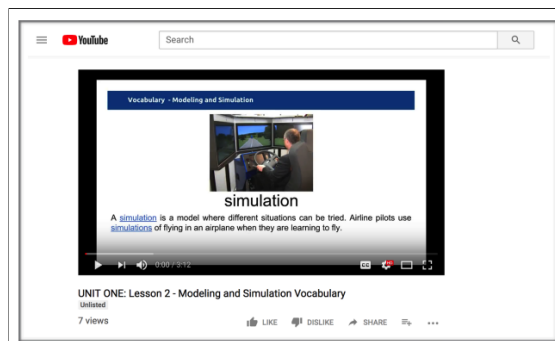 YouTube
Search
Vocabulary - Modeling and Simulation
simulation
A simulation is a model where different situations can be tried. Airline pilots use
simulations of flying in an airplane when they are learning to fly.
0:00 / 3:12
CC
UNIT ONE: Lesson 2 - Modeling and Simulation Vocabulary
Unlisted
7 views
LIKE DISLIKE SHARE